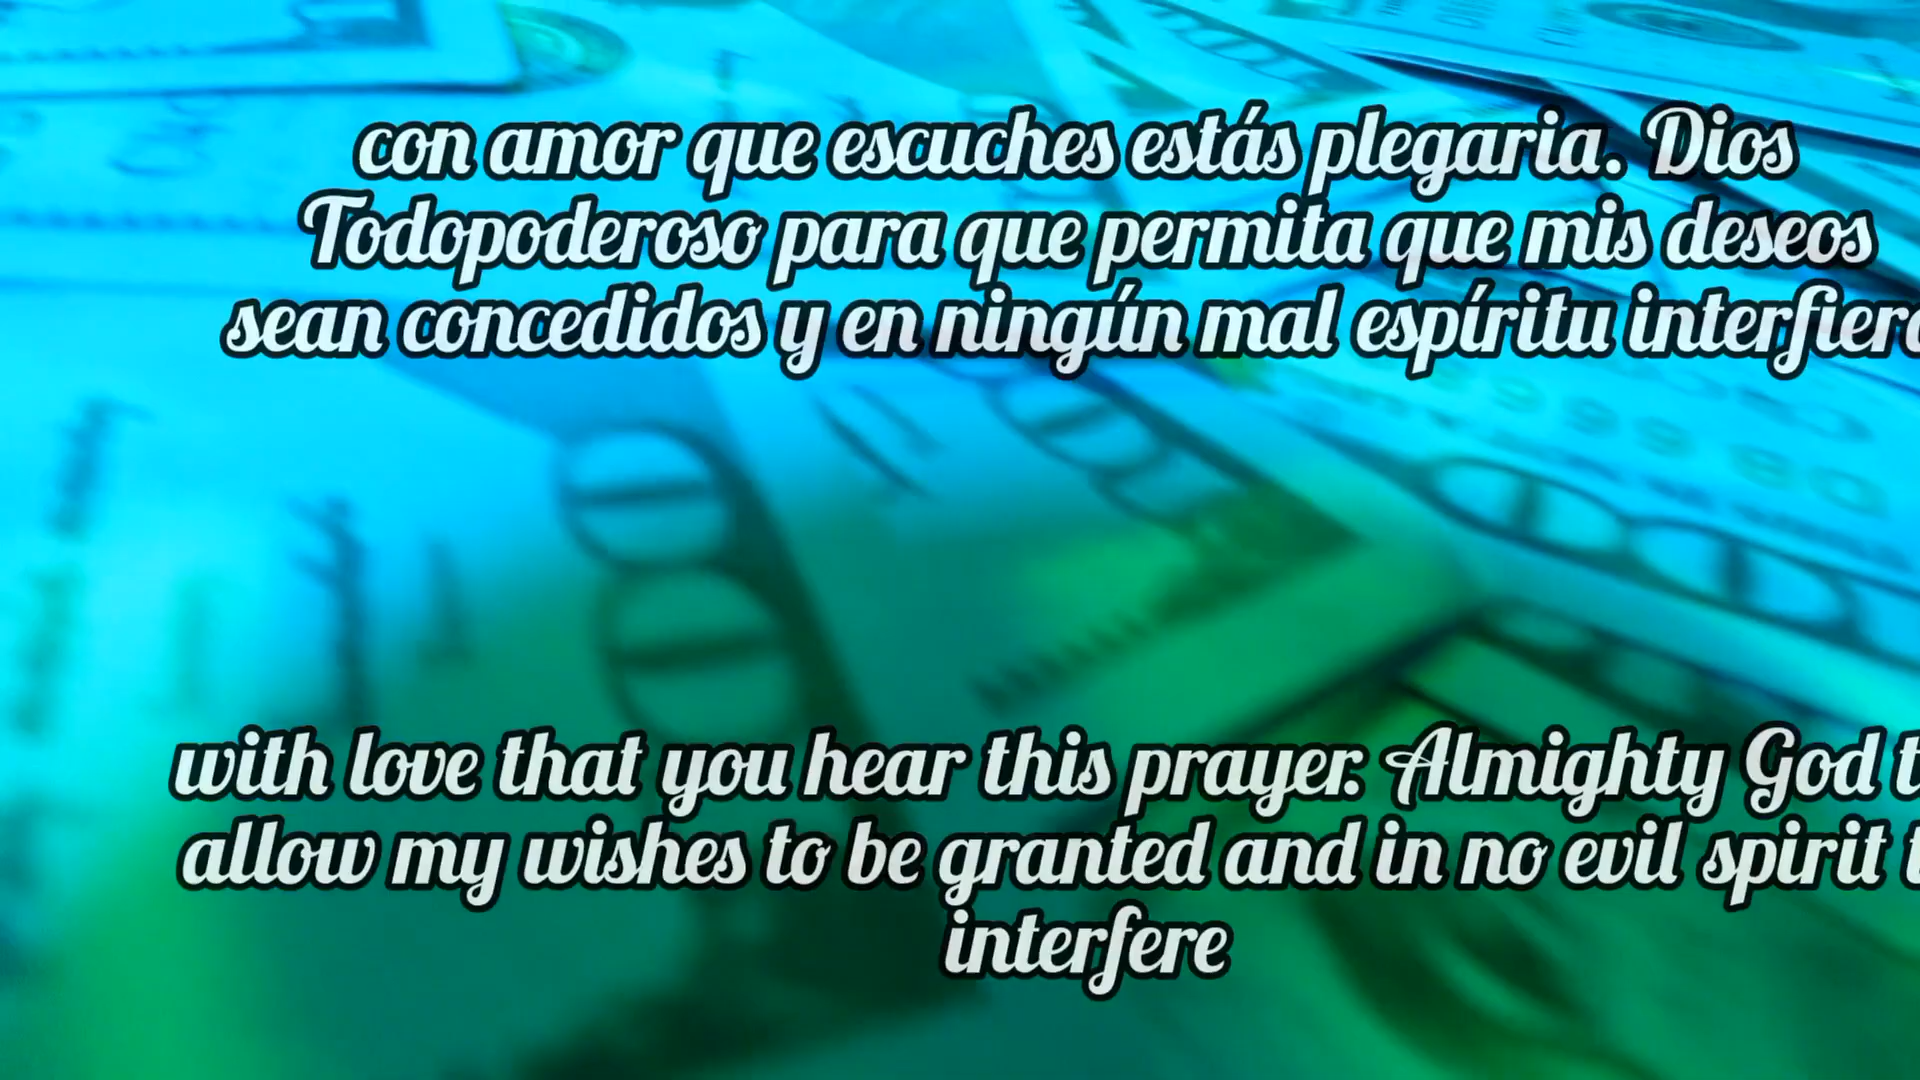 con amor que escuches estás plegaria. Dios
Todopoderoso para que permita que mis deseos
sean concedidos y en ningún mal espíritu
with love that you hear this prayer. Almighty God
allow my wishes to be granted and in no evil spirit
interfere